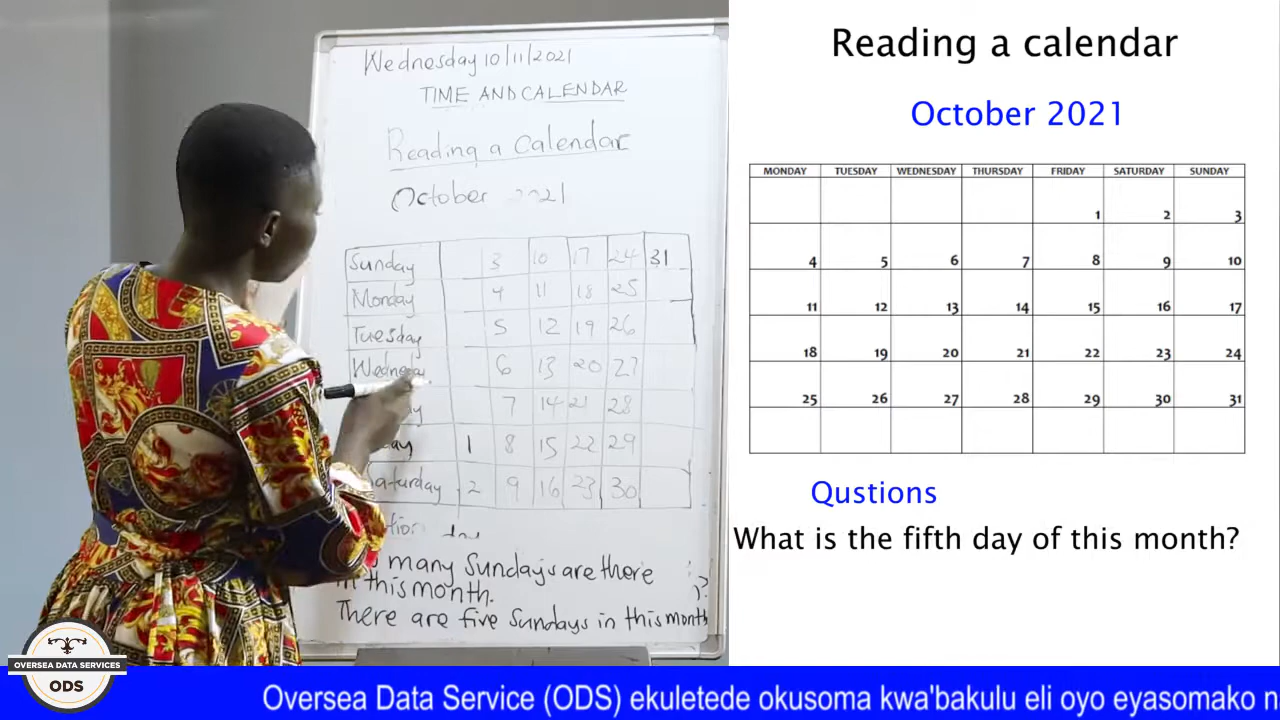 Wednesday 10/11/2021
TIME AND CALENDAR
Reading a Calendar
October 2021
Sunday 3 10 17 24 31
Monday 4 11 18 25
Tuesday 5 12 19 26
Wednesday 6 13 20 27
7 14 21 28
1 8 15 22 29
aturday 2 9 16 23 30
many Sundays are there
in this month. ?
There are five Sundays in this month
Reading a calendar
October 2021
MONDAY TUESDAY WEDNESDAY THURSDAY FRIDAY SATURDAY SUNDAY
1 2 3
4 5 6 7 8 9 10
11 12 13 14 15 16 17
18 19 20 21 22 23 24
25 26 27 28 29 30 31
Qustions
What is the fifth day of this month?
OVERSEA DATA SERVICES
ODS
Oversea Data Service (ODS) ekuletede okusoma kwa'bakulu eli oyo eyasomako n